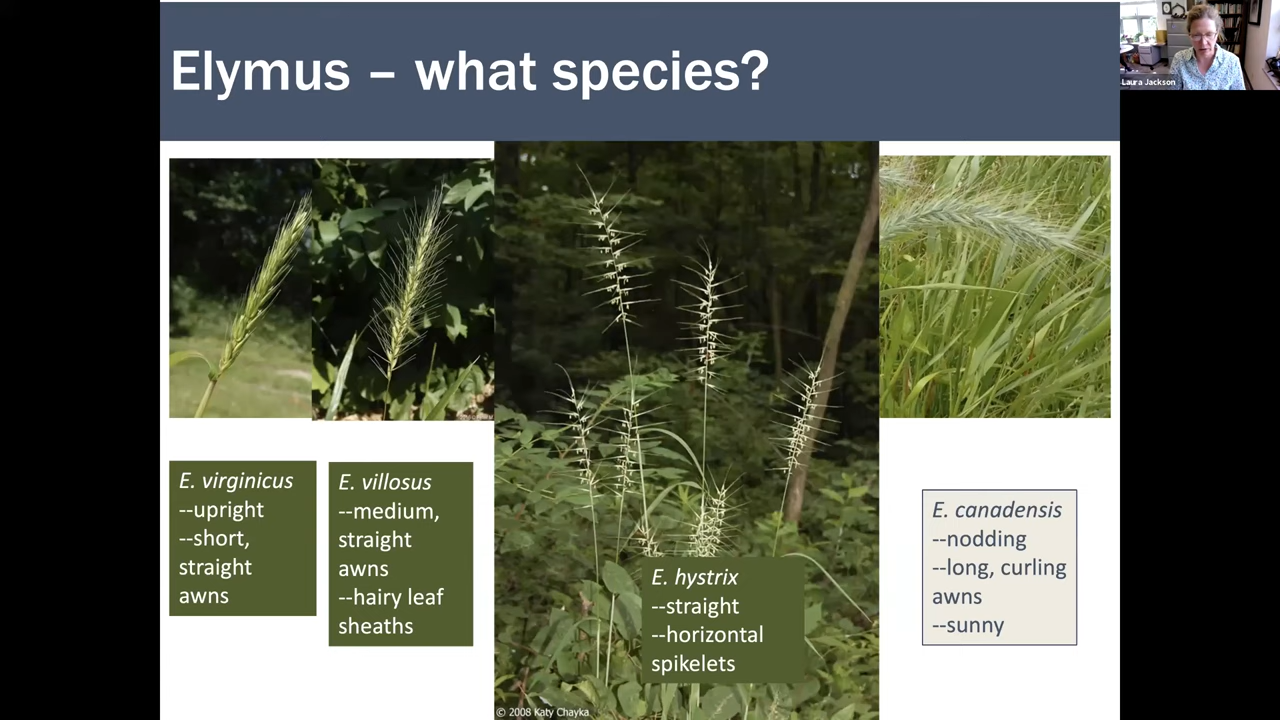 Elymus – what species?
Laura Jackson
E. virginicus
--upright
--short,
straight
awns
E. villosus
--medium,
straight
awns
--hairy leaf
sheaths
E. hystrix
--straight
--horizontal
spikelets
E. canadensis
--nodding
--long, curling
awns
--sunny
© 2008 Katy Chayka